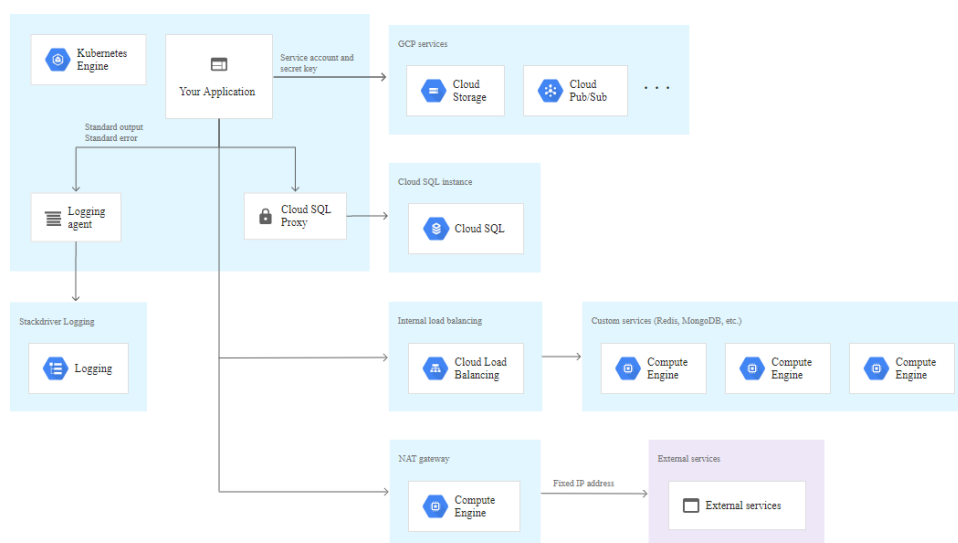 Kubernetes
Engine
Your Application
Service account and
secret key
GCP services
Cloud
Storage
Cloud
Pub/Sub
. . .
Standard output
Standard error
Logging
agent
Cloud SQL
Proxy
Cloud SQL instance
Cloud SQL
Stackdriver Logging
Logging
Internal load balancing
Cloud Load
Balancing
Custom services (Redis, MongoDB, etc.)
Compute
Engine
Compute
Engine
Compute
Engine
NAT gateway
Compute
Engine
Fixed IP address
External services
External services